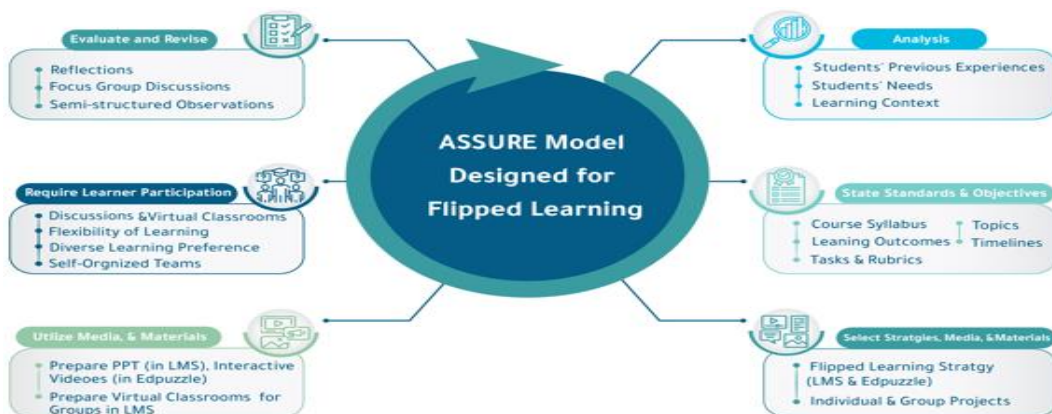 ASSURE Model
Designed for
Flipped Learning
Analysis
Students' Previous Experiences
Students' Needs
Learning Context
State Standards & Objectives
Course Syllabus
Leaning Outcomes
Tasks & Rubrics
Topics
Timelines
Select Stratgies, Media, &Materials
Flipped Learning Stratgy
(LMS & Edpuzzle)
Individual & Group Projects
Utlize Media, & Materials
Prepare PPT (in LMS), Interactive
Videoes (in Edpuzzle)
Prepare Virtual Classrooms for
Groups in LMS
Require Learner Participation
Discussions &Virtual Classrooms
Flexibility of Learning
Diverse Learning Preference
Self-Orgnized Teams
Evaluate and Revise
Reflections
Focus Group Discussions
Semi-structured Observations